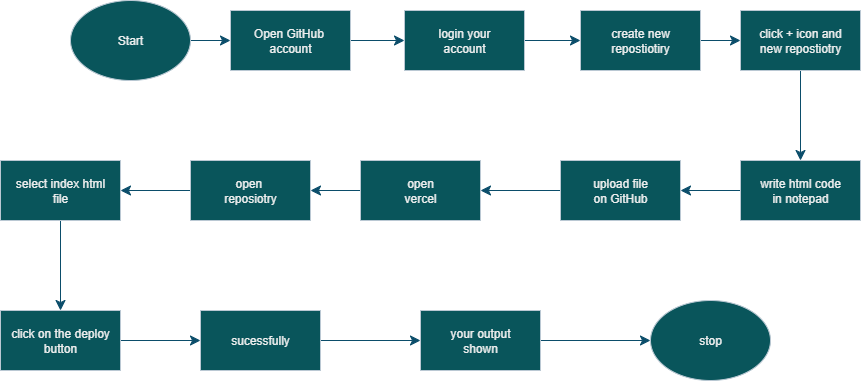 Start
Open GitHub
account
login your
account
create new
repostiotiry
click + icon and
new repostiotry
write html code
in notepad
upload file
on GitHub
open
vercel
open
reposiotry
select index html
file
click on the deploy
button
sucessfully
your output
shown
stop